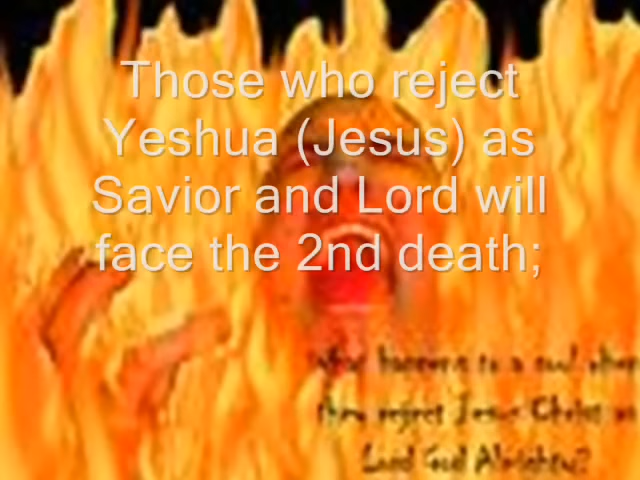 Those who reject
Yeshua (Jesus) as
Savior and Lord will
face the 2nd death;
What happens to a soul when
they reject Jesus Christ as
Lord God Almighty?